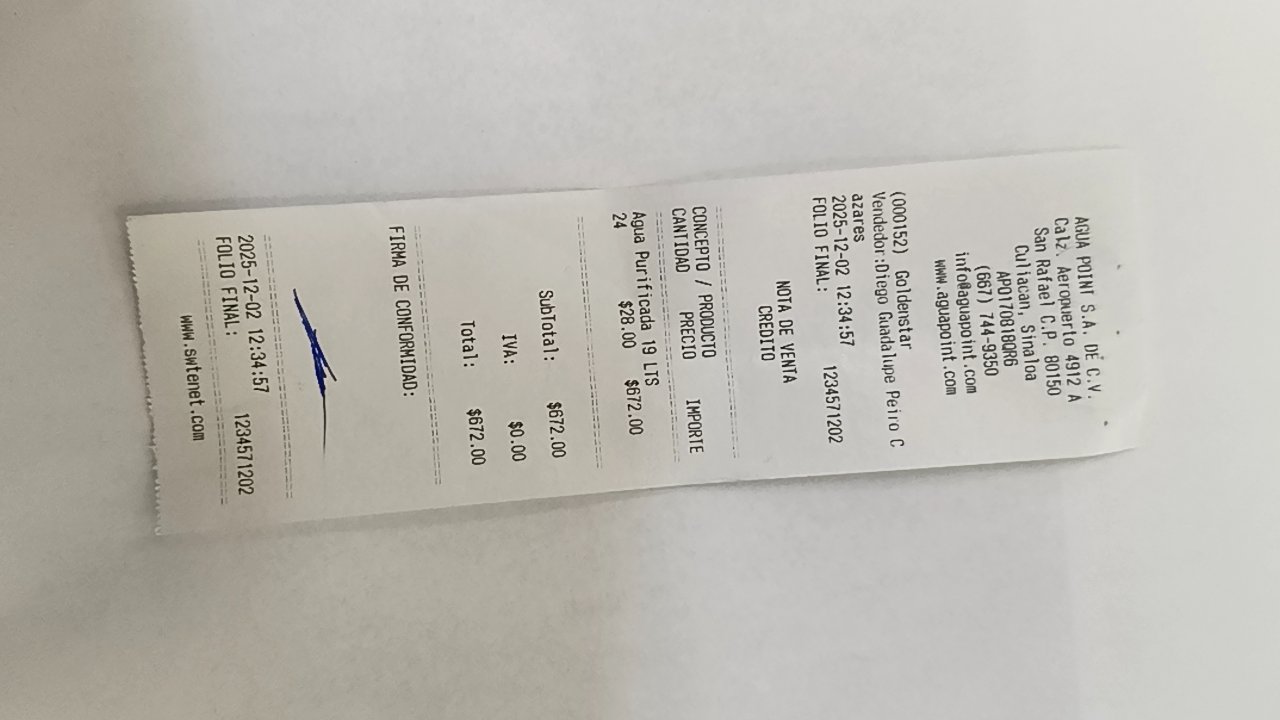 AGUA POINT S.A. DE C.V.
Calz. Aeropuerto 4912 A
San Rafael C.P. 80150
Culiacan, Sinaloa
APO170818QR6
(667) 744-9350
info@aguapoint.com
www.aguapoint.com
(000152) Goldenstar
Vendedor:Diego Guadalupe Peiro C
azares
2025-12-02 12:34:57
FOLIO FINAL: 1234571202
NOTA DE VENTA
CREDITO
CONCEPTO / PRODUCTO
CANTIDAD PRECIO IMPORTE
Agua Purificada 19 LTS
24 $28.00 $672.00
SubTotal: $672.00
IVA: $0.00
Total: $672.00
FIRMA DE CONFORMIDAD:
2025-12-02 12:34:57
FOLIO FINAL: 1234571202
www.swtenet.com